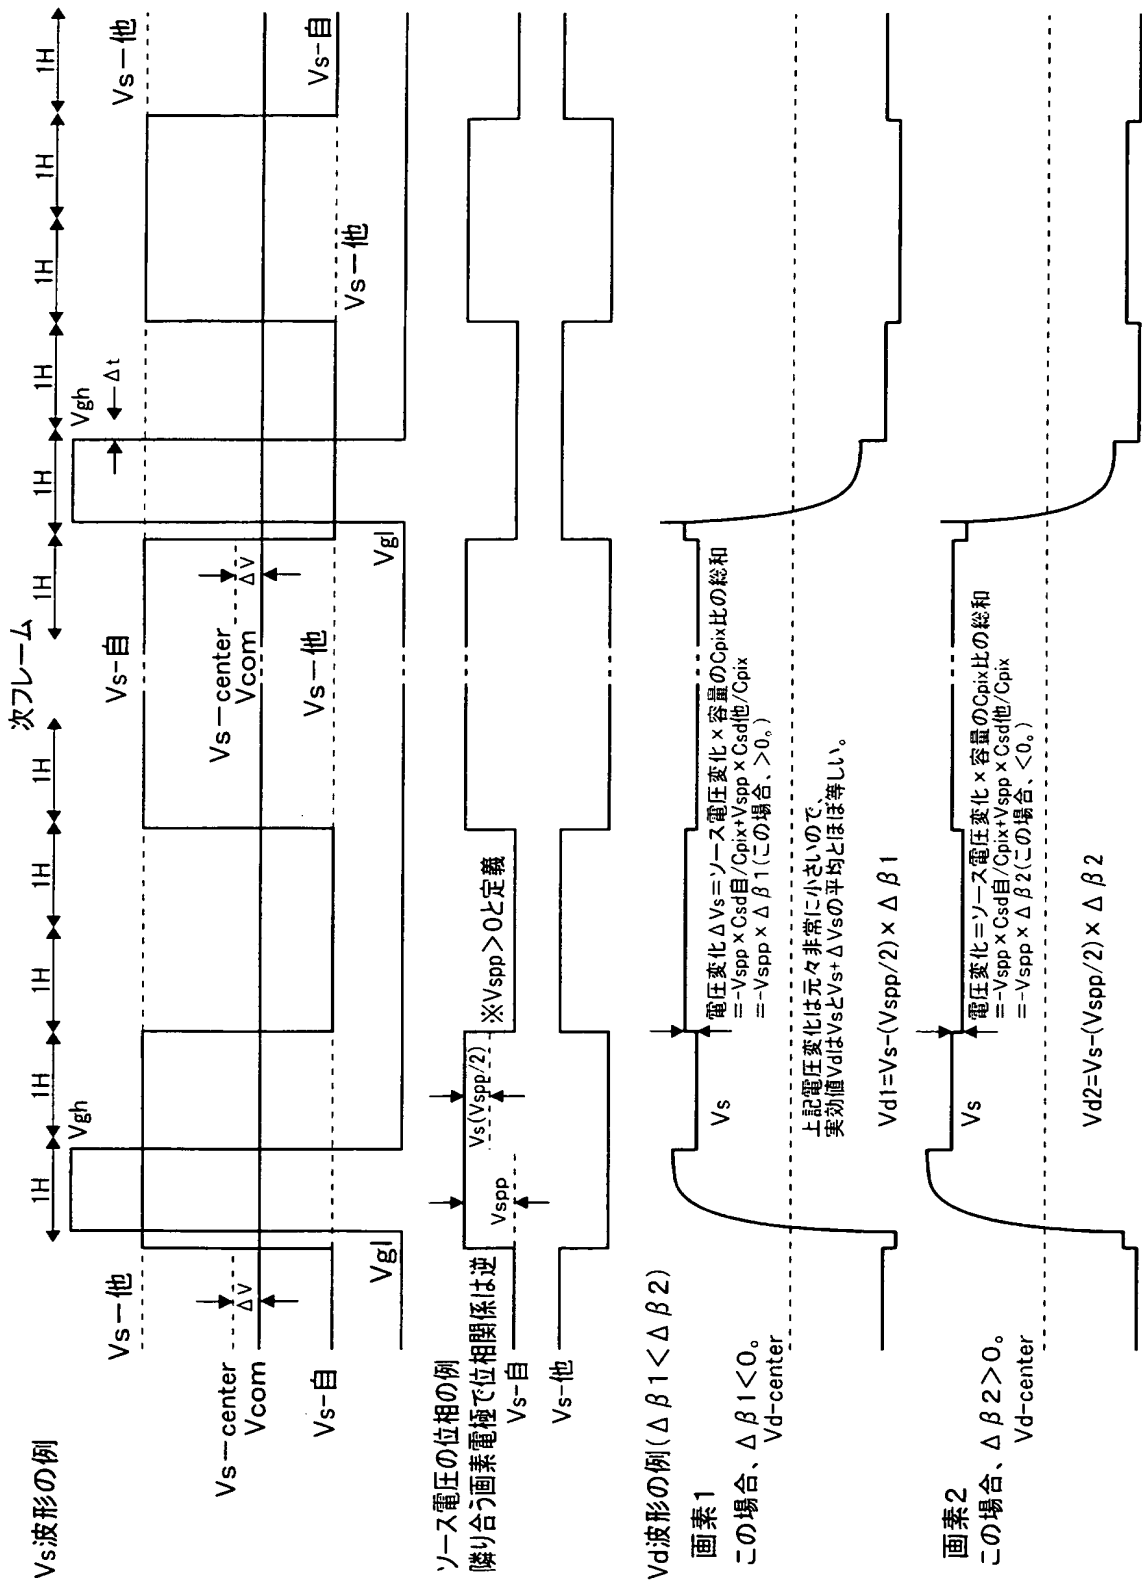 Vs波形の例
次フレーム
1H
1H
1H
1H
1H
1H
1H
1H
1H
1H
1H
Vgh
Vgh
Δt
Vs－他
Vs-自
Vs－他
Vs－center
ΔV
Vs－center
ΔV
Vcom
Vcom
Vs-自
Vs－他
Vs－他
Vs-自
Vgl
Vgl
ソース電圧の位相の例
隣り合う画素電極で位相関係は逆
Vs-自
Vspp
Vs(Vspp/2)
※Vspp＞0と定義
Vs-他
Vd波形の例(Δβ1＜Δβ2)
画素1
この場合、Δβ1＜0。
Vd-center
Vs
電圧変化ΔVs=ソース電圧変化×容量のCpix比の総和
=-Vspp×Csd自/Cpix+Vspp×Csd他/Cpix
=-Vspp×Δβ1(この場合、＞0。)
上記電圧変化は元々非常に小さいので、
実効値VdはVsとVs+ΔVsの平均とほぼ等しい。
Vd1=Vs-(Vspp/2)×Δβ1
画素2
この場合、Δβ2＞0。
Vd-center
Vs
電圧変化=ソース電圧変化×容量のCpix比の総和
=-Vspp×Csd自/Cpix+Vspp×Csd他/Cpix
=-Vspp×Δβ2(この場合、＜0。)
Vd2=Vs-(Vspp/2)×Δβ2